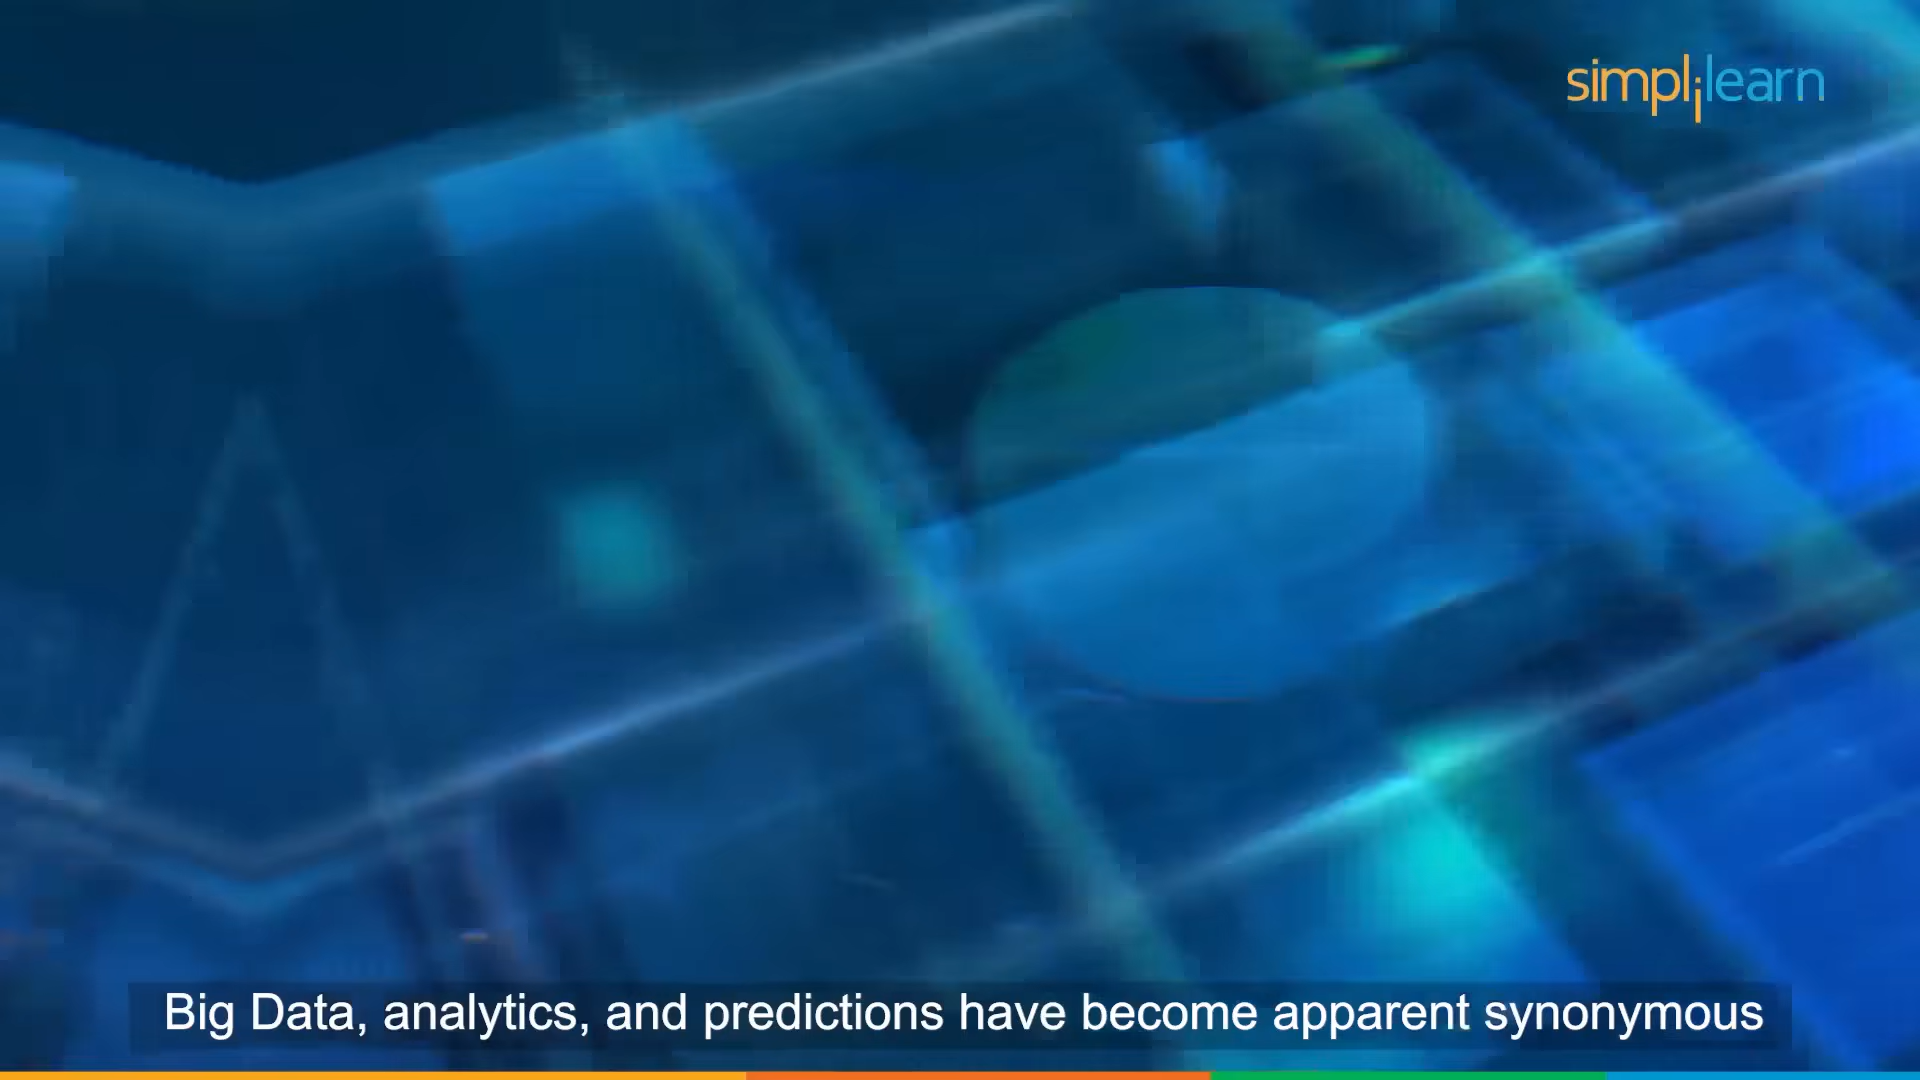 simplilearn
Big Data, analytics, and predictions have become apparent synonymous